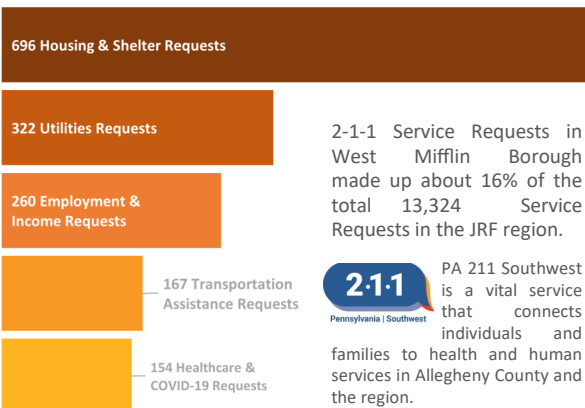 696 Housing & Shelter Requests
322 Utilities Requests
260 Employment &
Income Requests
167 Transportation
Assistance Requests
154 Healthcare &
COVID-19 Requests
2-1-1 Service Requests in
West Mifflin Borough
made up about 16% of the
total 13,324 Service
Requests in the JRF region.
2·1·1
Pennsylvania | Southwest
PA 211 Southwest
is a vital service
that connects
individuals and
families to health and human
services in Allegheny County and
the region.